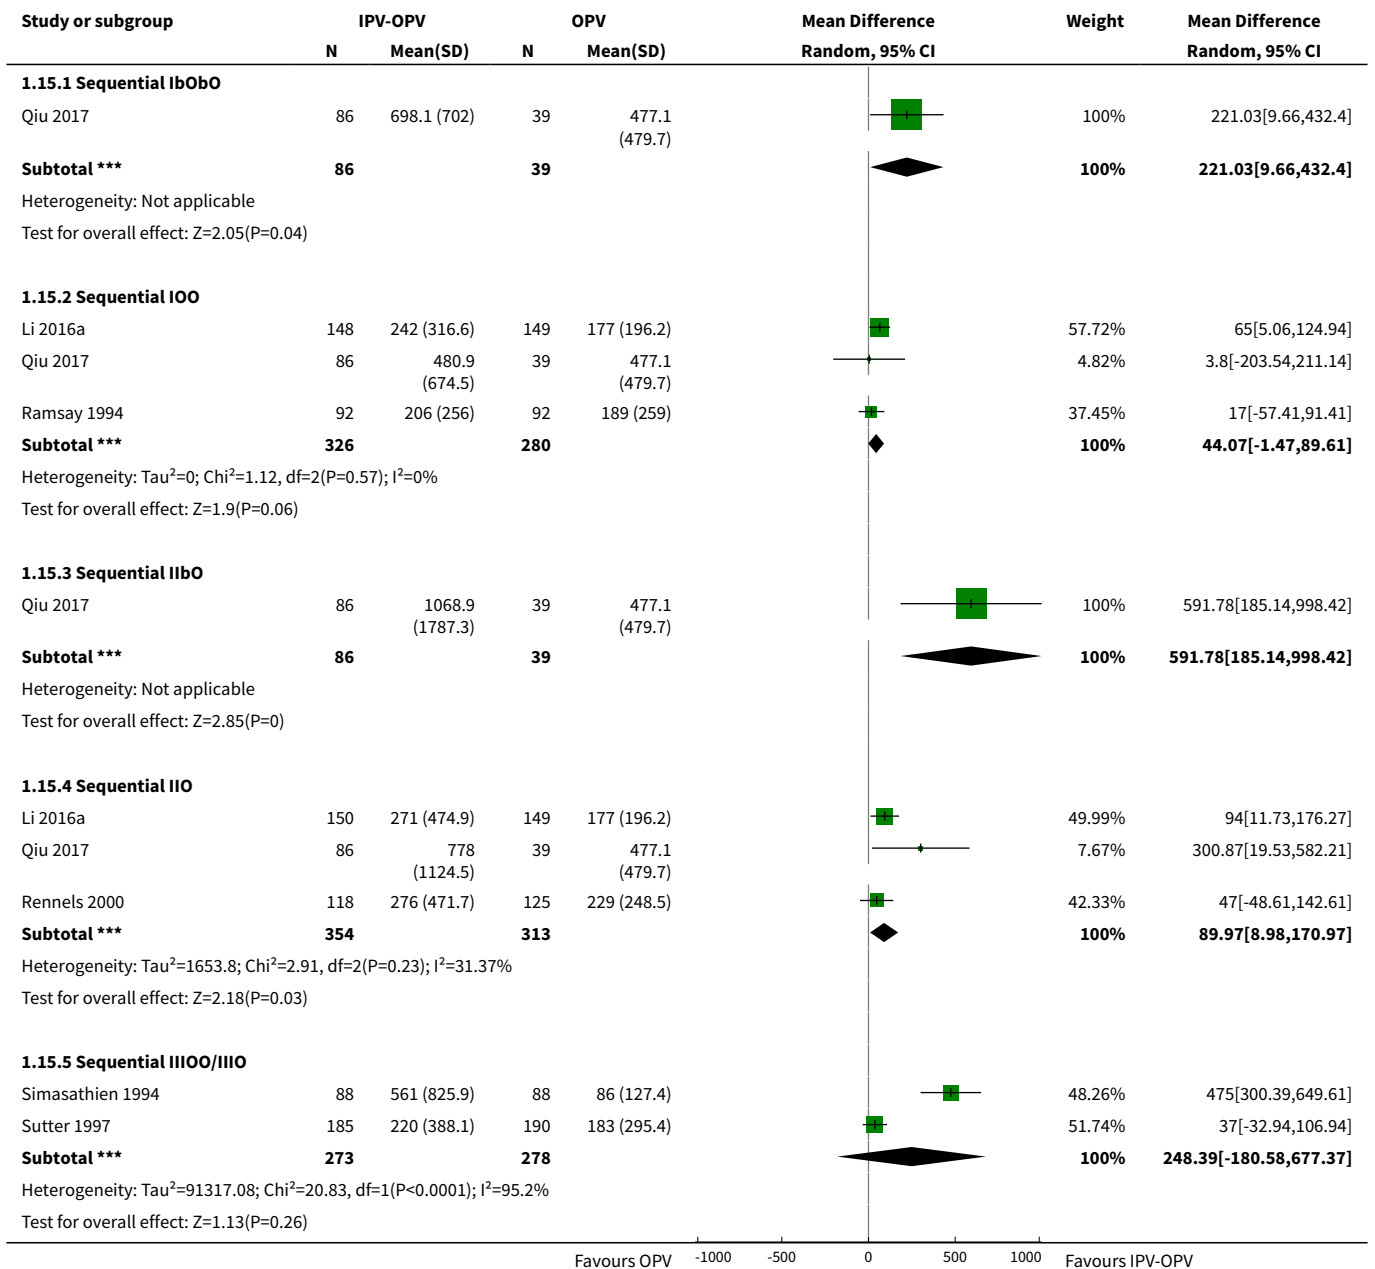 Study or subgroup IPV-OPV OPV Mean Difference Weight Mean Difference
N Mean(SD) N Mean(SD) Random, 95% CI Random, 95% CI
1.15.1 Sequential IbObO
Qiu 2017 86 698.1 (702) 39 477.1 100% 221.03[9.66,432.4]
(479.7)
Subtotal *** 86 39 100% 221.03[9.66,432.4]
Heterogeneity: Not applicable
Test for overall effect: Z=2.05(P=0.04)
1.15.2 Sequential IOO
Li 2016a 148 242 (316.6) 149 177 (196.2) 57.72% 65[5.06,124.94]
Qiu 2017 86 480.9 39 477.1 4.82% 3.8[-203.54,211.14]
(674.5) (479.7)
Ramsay 1994 92 206 (256) 92 189 (259) 37.45% 17[-57.41,91.41]
Subtotal *** 326 280 100% 44.07[-1.47,89.61]
Heterogeneity: Tau²=0; Chi²=1.12, df=2(P=0.57); I²=0%
Test for overall effect: Z=1.9(P=0.06)
1.15.3 Sequential IIbO
Qiu 2017 86 1068.9 39 477.1 100% 591.78[185.14,998.42]
(1787.3) (479.7)
Subtotal *** 86 39 100% 591.78[185.14,998.42]
Heterogeneity: Not applicable
Test for overall effect: Z=2.85(P=0)
1.15.4 Sequential IIO
Li 2016a 150 271 (474.9) 149 177 (196.2) 49.99% 94[11.73,176.27]
Qiu 2017 86 778 39 477.1 7.67% 300.87[19.53,582.21]
(1124.5) (479.7)
Rennels 2000 118 276 (471.7) 125 229 (248.5) 42.33% 47[-48.61,142.61]
Subtotal *** 354 313 100% 89.97[8.98,170.97]
Heterogeneity: Tau²=1653.8; Chi²=2.91, df=2(P=0.23); I²=31.37%
Test for overall effect: Z=2.18(P=0.03)
1.15.5 Sequential IIIOO/IIIO
Simasathien 1994 88 561 (825.9) 88 86 (127.4) 48.26% 475[300.39,649.61]
Sutter 1997 185 220 (388.1) 190 183 (295.4) 51.74% 37[-32.94,106.94]
Subtotal *** 273 278 100% 248.39[-180.58,677.37]
Heterogeneity: Tau²=91317.08; Chi²=20.83, df=1(P<0.0001); I²=95.2%
Test for overall effect: Z=1.13(P=0.26)
Favours OPV -1000 -500 0 500 1000 Favours IPV-OPV